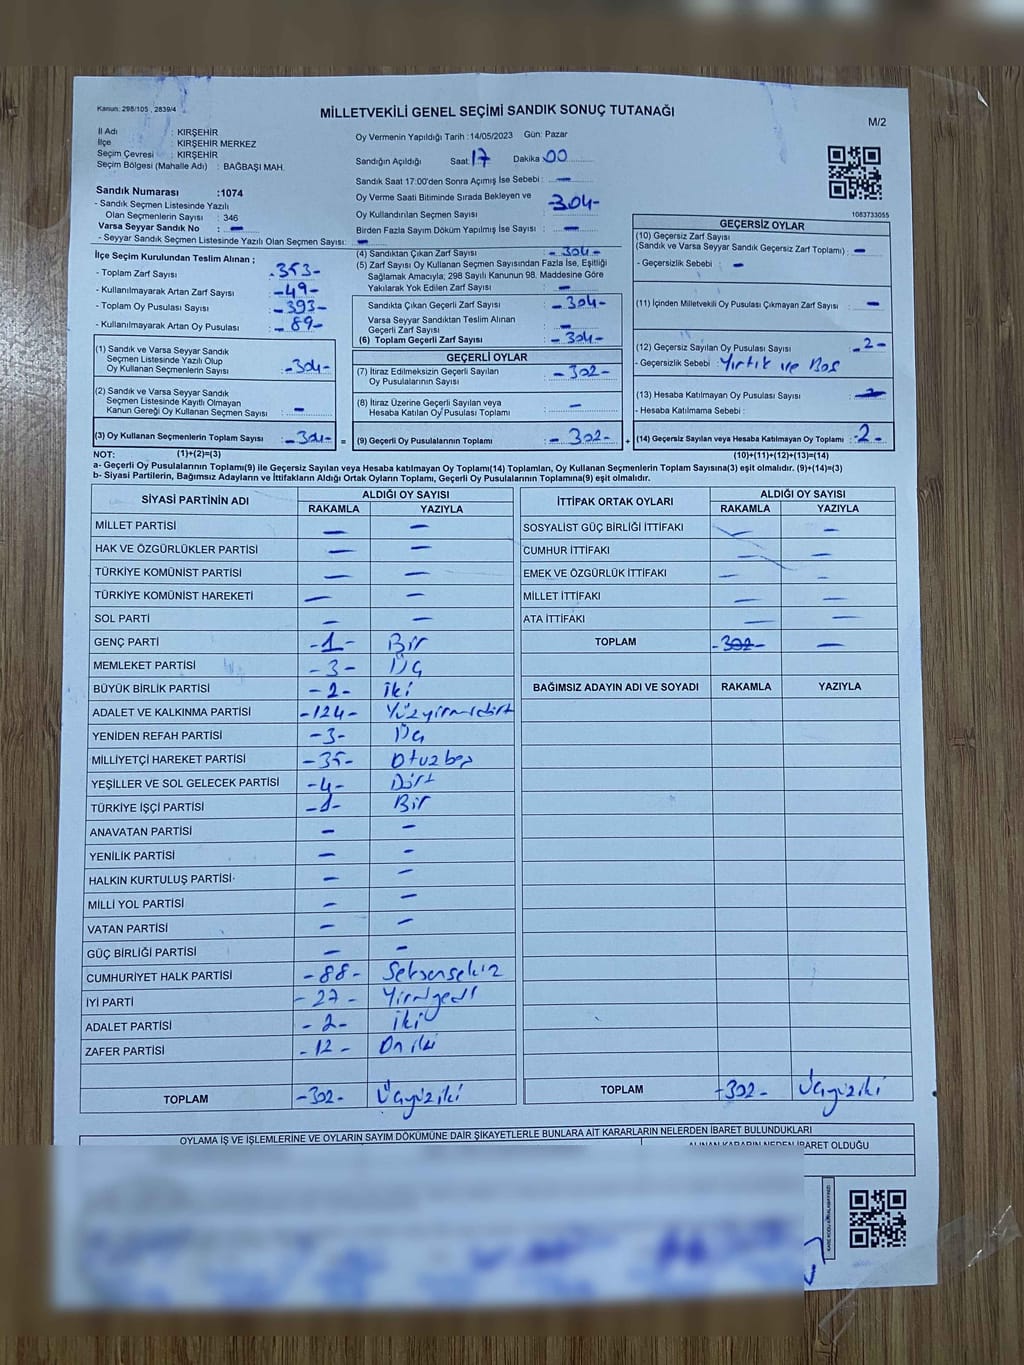 Kanun: 298/105 , 2839/4
MİLLETVEKİLİ GENEL SEÇİMİ SANDIK SONUÇ TUTANAĞI
M/2
İl Adı : KIRŞEHİR
İlçe : KIRŞEHİR MERKEZ
Seçim Çevresi : KIRŞEHİR
Seçim Bölgesi (Mahalle Adı) : BAĞBAŞI MAH.
Sandık Numarası :1074
- Sandık Seçmen Listesinde Yazılı
Olan Seçmenlerin Sayısı : 346
Varsa Seyyar Sandık No : -
- Seyyar Sandık Seçmen Listesinde Yazılı Olan Seçmen Sayısı: -
Oy Vermenin Yapıldığı Tarih :14/05/2023 Gün: Pazar
Sandığın Açıldığı Saat 17 Dakika 00
Sandık Saat 17:00'den Sonra Açımış İse Sebebi : -
Oy Verme Saati Bitiminde Sırada Bekleyen ve
Oy Kullandırılan Seçmen Sayısı -304-
Birden Fazla Sayım Döküm Yapılmış İse Sayısı : -
1083733055
İlçe Seçim Kurulundan Teslim Alınan ;
- Toplam Zarf Sayısı : -353-
- Kullanılmayarak Artan Zarf Sayısı : -49-
- Toplam Oy Pusulası Sayısı : -393-
- Kullanılmayarak Artan Oy Pusulası : -89-
(1) Sandık ve Varsa Seyyar Sandık
Seçmen Listesinde Yazılı Olup
Oy Kullanan Seçmenlerin Sayısı : -304-
(2) Sandık ve Varsa Seyyar Sandık
Seçmen Listesinde Kayıtlı Olmayan
Kanun Gereği Oy Kullanan Seçmen Sayısı : -
(3) Oy Kullanan Seçmenlerin Toplam Sayısı : -304- =
(4) Sandıktan Çıkan Zarf Sayısı : -304-
(5) Zarf Sayısı Oy Kullanan Seçmen Sayısından Fazla İse, Eşitliği
Sağlamak Amacıyla; 298 Sayılı Kanunun 98. Maddesine Göre
Yakılarak Yok Edilen Zarf Sayısı : -
Sandıkta Çıkan Geçerli Zarf Sayısı : -304-
Varsa Seyyar Sandıktan Teslim Alınan
Geçerli Zarf Sayısı : -
(6) Toplam Geçerli Zarf Sayısı : -304-
GEÇERLİ OYLAR
(7) İtiraz Edilmeksizin Geçerli Sayılan
Oy Pusulalarının Sayısı : -302-
(8) İtiraz Üzerine Geçerli Sayılan veya
Hesaba Katılan Oy Pusulası Toplamı : -
(9) Geçerli Oy Pusulalarının Toplamı : -302- +
GEÇERSİZ OYLAR
(10) Geçersiz Zarf Sayısı
(Sandık ve Varsa Seyyar Sandık Geçersiz Zarf Toplamı) : -
- Geçersizlik Sebebi : -
(11) İçinden Milletvekili Oy Pusulası Çıkmayan Zarf Sayısı : -
(12) Geçersiz Sayılan Oy Pusulası Sayısı : -2-
- Geçersizlik Sebebi : Yırtık ve Boş
(13) Hesaba Katılmayan Oy Pusulası Sayısı :
- Hesaba Katılmama Sebebi :
(14) Geçersiz Sayılan veya Hesaba Katılmayan Oy Toplamı : -2-
NOT: (1)+(2)=(3) (10)+(11)+(12)+(13)=(14)
a- Geçerli Oy Pusulalarının Toplamı(9) ile Geçersiz Sayılan veya Hesaba katılmayan Oy Toplamı(14) Toplamları, Oy Kullanan Seçmenlerin Toplam Sayısına(3) eşit olmalıdır. (9)+(14)=(3)
b- Siyasi Partilerin, Bağımsız Adayların ve İttifakların Aldığı Ortak Oyların Toplamı, Geçerli Oy Pusulalarının Toplamına(9) eşit olmalıdır.
SİYASİ PARTİNİN ADI ALDIĞI OY SAYISI
RAKAMLA YAZIYLA
MİLLET PARTİSİ - -
HAK VE ÖZGÜRLÜKLER PARTİSİ - -
TÜRKİYE KOMÜNİST PARTİSİ - -
TÜRKİYE KOMÜNİST HAREKETİ - -
SOL PARTİ - -
GENÇ PARTİ -1- Bir
MEMLEKET PARTİSİ -3- Üç
BÜYÜK BİRLİK PARTİSİ -2- İki
ADALET VE KALKINMA PARTİSİ -124- Yüzyirmidört
YENİDEN REFAH PARTİSİ -3- Üç
MİLLİYETÇİ HAREKET PARTİSİ -35- Otuzbeş
YEŞİLLER VE SOL GELECEK PARTİSİ -4- Dört
TÜRKİYE İŞÇİ PARTİSİ -1- Bir
ANAVATAN PARTİSİ - -
YENİLİK PARTİSİ - -
HALKIN KURTULUŞ PARTİSİ - -
MİLLİ YOL PARTİSİ - -
VATAN PARTİSİ - -
GÜÇ BİRLİĞİ PARTİSİ - -
CUMHURİYET HALK PARTİSİ -88- Seksensekiz
İYİ PARTİ -27- Yirmiyedi
ADALET PARTİSİ -2- İki
ZAFER PARTİSİ -12- On iki
TOPLAM -302- Üçyüziki
İTTİPAK ORTAK OYLARI ALDIĞI OY SAYISI
RAKAMLA YAZIYLA
SOSYALİST GÜÇ BİRLİĞİ İTTİFAKI - -
CUMHUR İTTİFAKI - -
EMEK VE ÖZGÜRLÜK İTTİFAKI - -
MİLLET İTTİFAKI - -
ATA İTTİFAKI - -
TOPLAM -302- -
BAĞIMSIZ ADAYIN ADI VE SOYADI RAKAMLA YAZIYLA
TOPLAM -302- Üçyüziki
OYLAMA İŞ VE İŞLEMLERİNE VE OYLARIN SAYIM DÖKÜMÜNE DAİR ŞİKAYETLERLE BUNLARA AİT KARARLARIN NELERDEN İBARET BULUNDUKLARI
ALINAN KARARIN NEDEN İBARET OLDUĞU